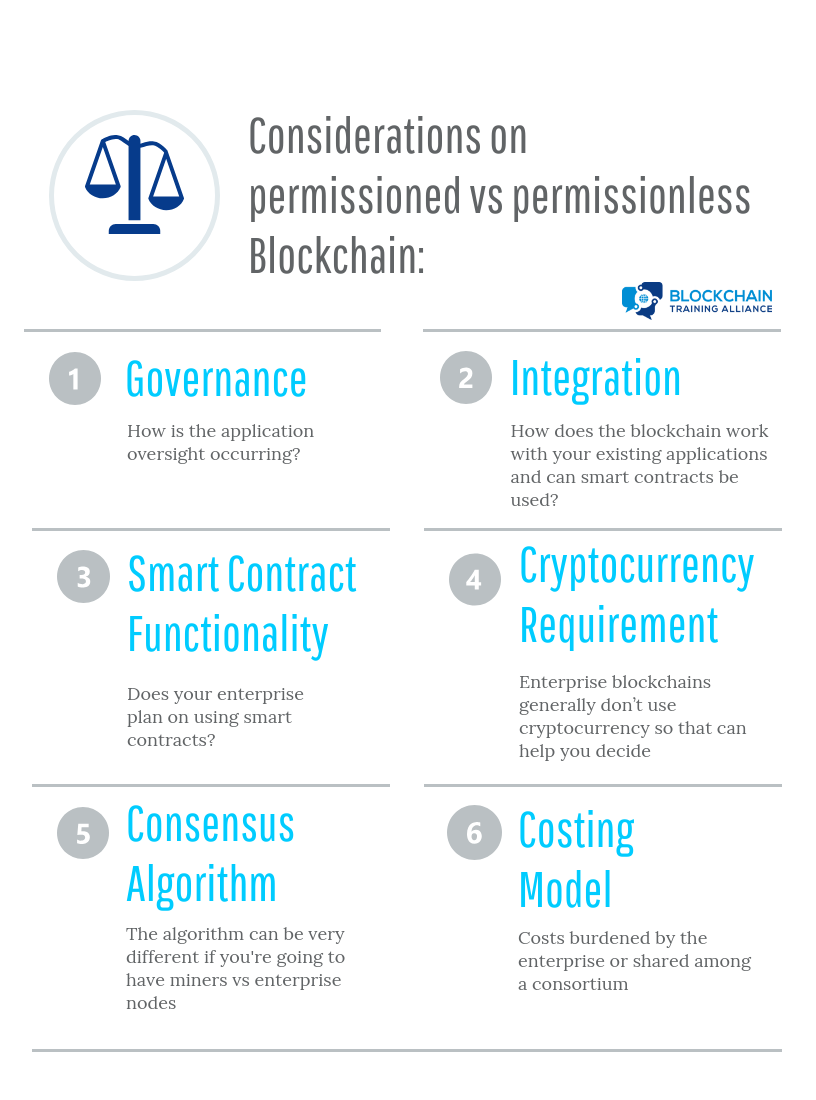 Considerations on
permissioned vs permissionless
Blockchain:
BLOCKCHAIN
TRAINING ALLIANCE
1
Governance
How is the application
oversight occurring?
2
Integration
How does the blockchain work
with your existing applications
and can smart contracts be
used?
3
Smart Contract
Functionality
Does your enterprise
plan on using smart
contracts?
4
Cryptocurrency
Requirement
Enterprise blockchains
generally don’t use
cryptocurrency so that can
help you decide
5
Consensus
Algorithm
The algorithm can be very
different if you're going to
have miners vs enterprise
nodes
6
Costing
Model
Costs burdened by the
enterprise or shared among
a consortium